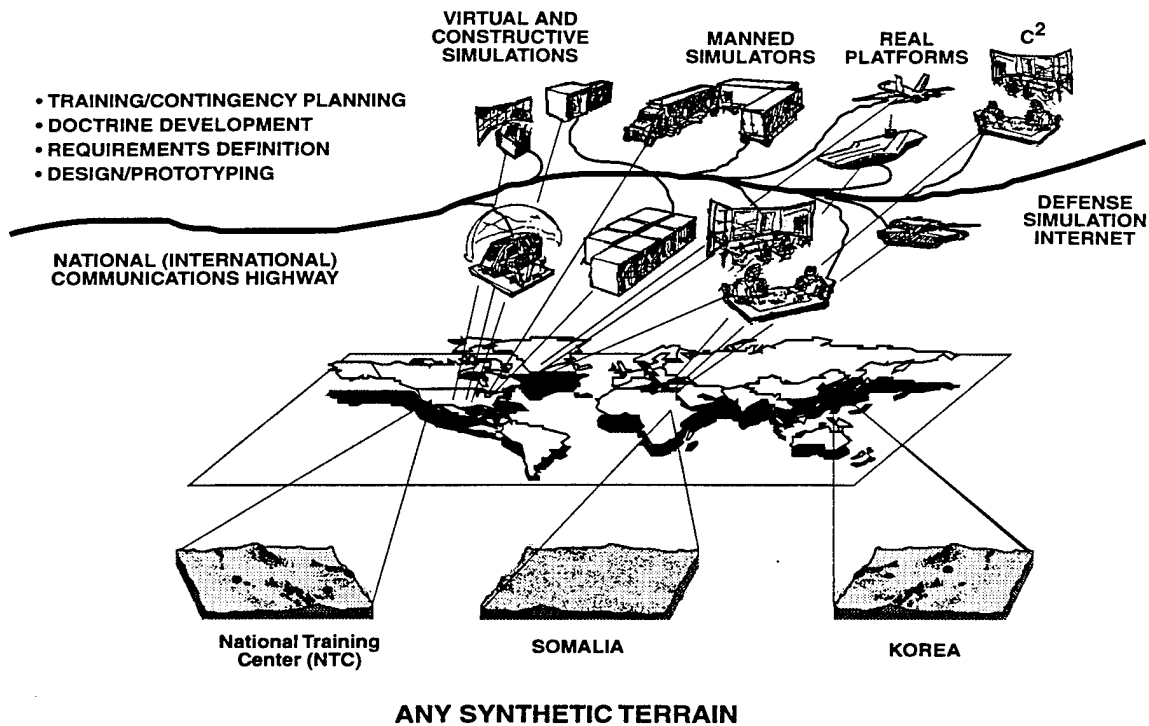 VIRTUAL AND
CONSTRUCTIVE
SIMULATIONS
MANNED
SIMULATORS
REAL
PLATFORMS
C²
• TRAINING/CONTINGENCY PLANNING
• DOCTRINE DEVELOPMENT
• REQUIREMENTS DEFINITION
• DESIGN/PROTOTYPING
NATIONAL (INTERNATIONAL)
COMMUNICATIONS HIGHWAY
DEFENSE
SIMULATION
INTERNET
National Training
Center (NTC)
SOMALIA
KOREA
ANY SYNTHETIC TERRAIN